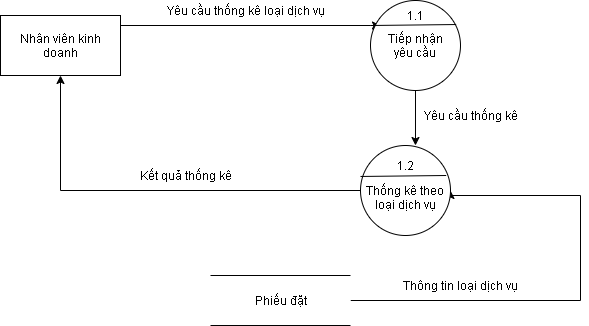 Yêu cầu thống kê loại dịch vụ
1.1
Tiếp nhận
yêu cầu
Nhân viên kinh
doanh
Yêu cầu thống kê
1.2
Thống kê theo
loại dịch vụ
Kết quả thống kê
Thông tin loại dịch vụ
Phiếu đặt